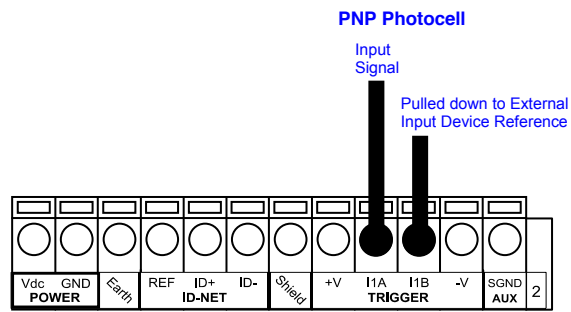 PNP Photocell
Input
Signal
Pulled down to External
Input Device Reference
Vdc GND Earth REF ID+ ID- Shield +V I1A I1B -V SGND 2
POWER ID-NET TRIGGER AUX